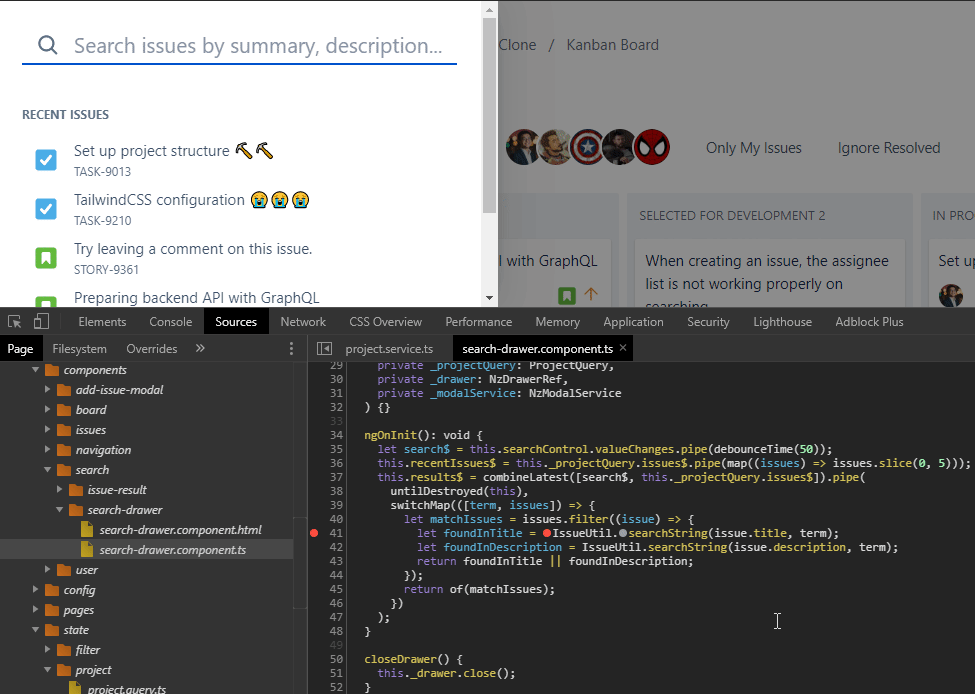 Search issues by summary, description...
Clone / Kanban Board
RECENT ISSUES
Set up project structure
TASK-9013
TailwindCSS configuration
TASK-9210
Try leaving a comment on this issue.
STORY-9361
Preparing backend API with GraphQL
Only My Issues
Ignore Resolved
SELECTED FOR DEVELOPMENT 2
IN PRO
I with GraphQL
When creating an issue, the assignee
list is not working properly on
searching
Set up
Elements Console Sources Network CSS Overview Performance Memory Application Security Lighthouse Adblock Plus
Page Filesystem Overrides »
project.service.ts search-drawer.component.ts ×
components
add-issue-modal
board
issues
navigation
search
issue-result
search-drawer
search-drawer.component.html
search-drawer.component.ts
user
config
pages
state
filter
project
project.query.ts
29 private _projectQuery: ProjectQuery,
30 private _drawer: NzDrawerRef,
31 private _modalService: NzModalService
32 ) {}
33
34 ngOnInit(): void {
35 let search$ = this.searchControl.valueChanges.pipe(debounceTime(50));
36 this.recentIssues$ = this._projectQuery.issues$.pipe(map((issues) => issues.slice(0, 5)));
37 this.results$ = combineLatest([search$, this._projectQuery.issues$]).pipe(
38 untilDestroyed(this),
39 switchMap(([term, issues]) => {
40 let matchIssues = issues.filter((issue) => {
41 let foundInTitle = IssueUtil.searchString(issue.title, term);
42 let foundInDescription = IssueUtil.searchString(issue.description, term);
43 return foundInTitle || foundInDescription;
44 });
45 return of(matchIssues);
46 })
47 );
48 }
49
50 closeDrawer() {
51 this._drawer.close();
52 }